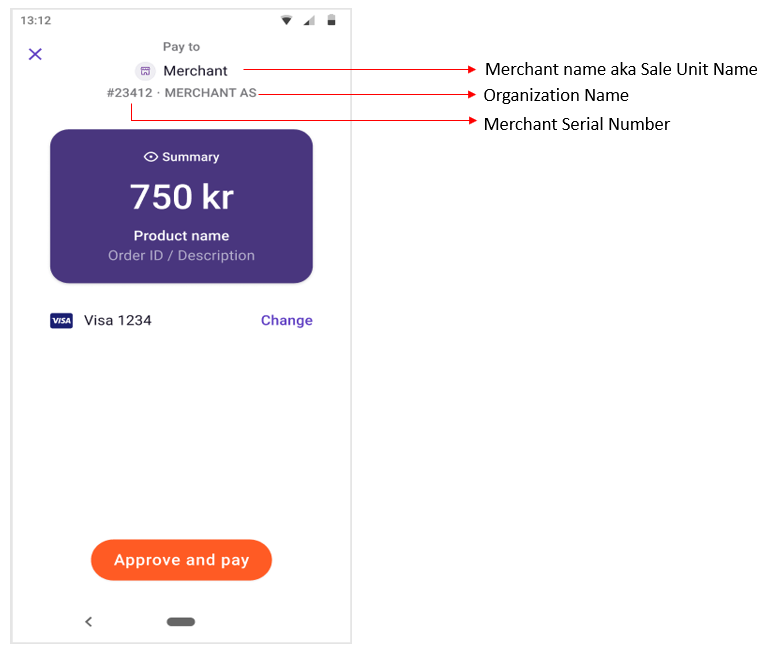 13:12
Pay to
Merchant
Merchant name aka Sale Unit Name
#23412 · MERCHANT AS
Organization Name
Merchant Serial Number
Summary
750 kr
Product name
Order ID / Description
VISA Visa 1234 Change
Approve and pay